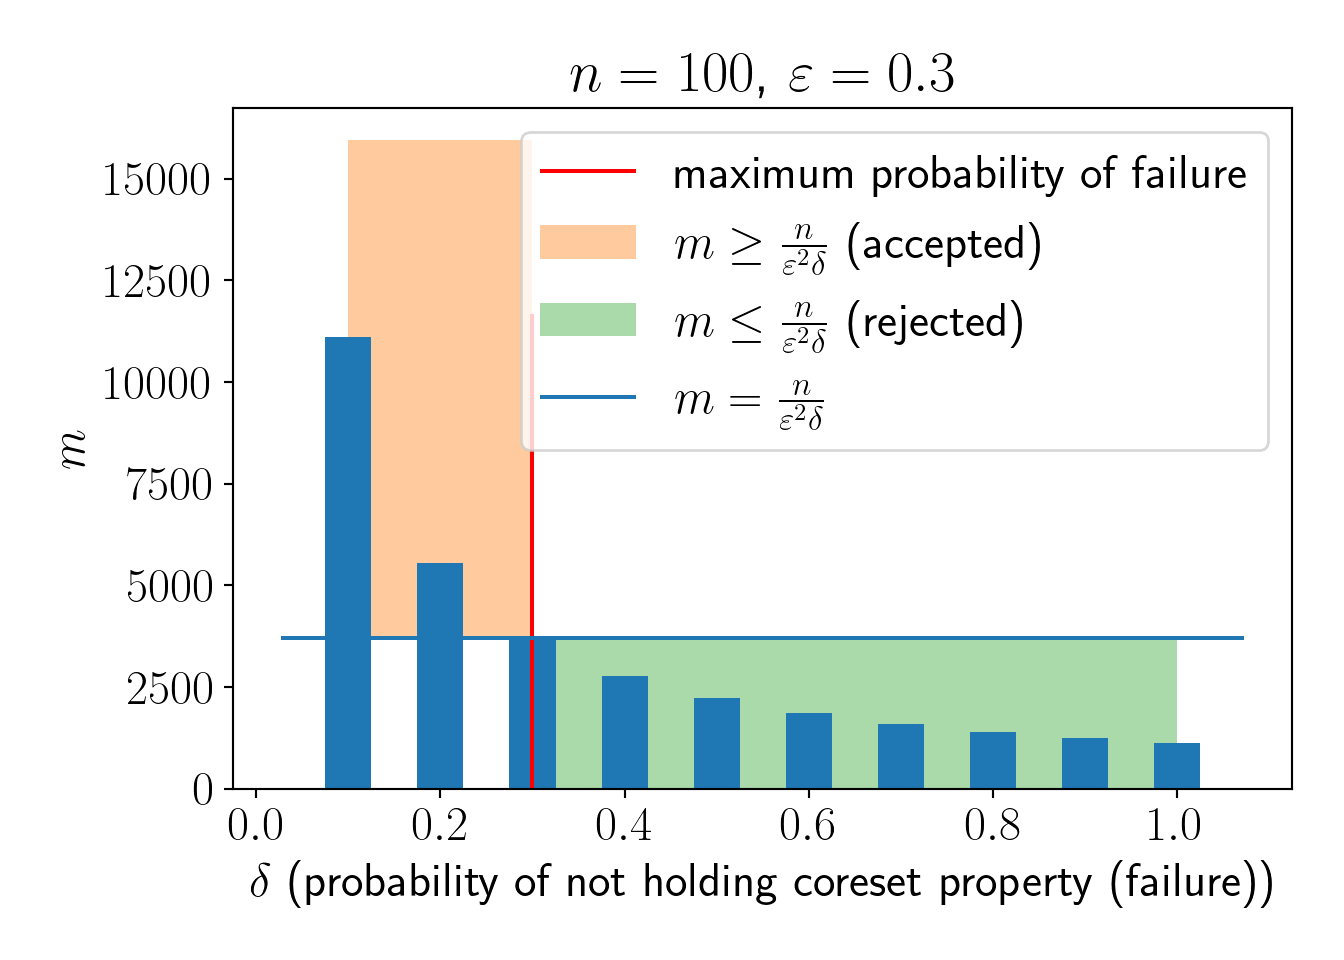 n = 100, ε = 0.3
15000
12500
10000
7500
5000
2500
0
m
maximum probability of failure
m ≥ n/ε²δ (accepted)
m ≤ n/ε²δ (rejected)
m = n/ε²δ
0.0 0.2 0.4 0.6 0.8 1.0
δ (probability of not holding coreset property (failure))